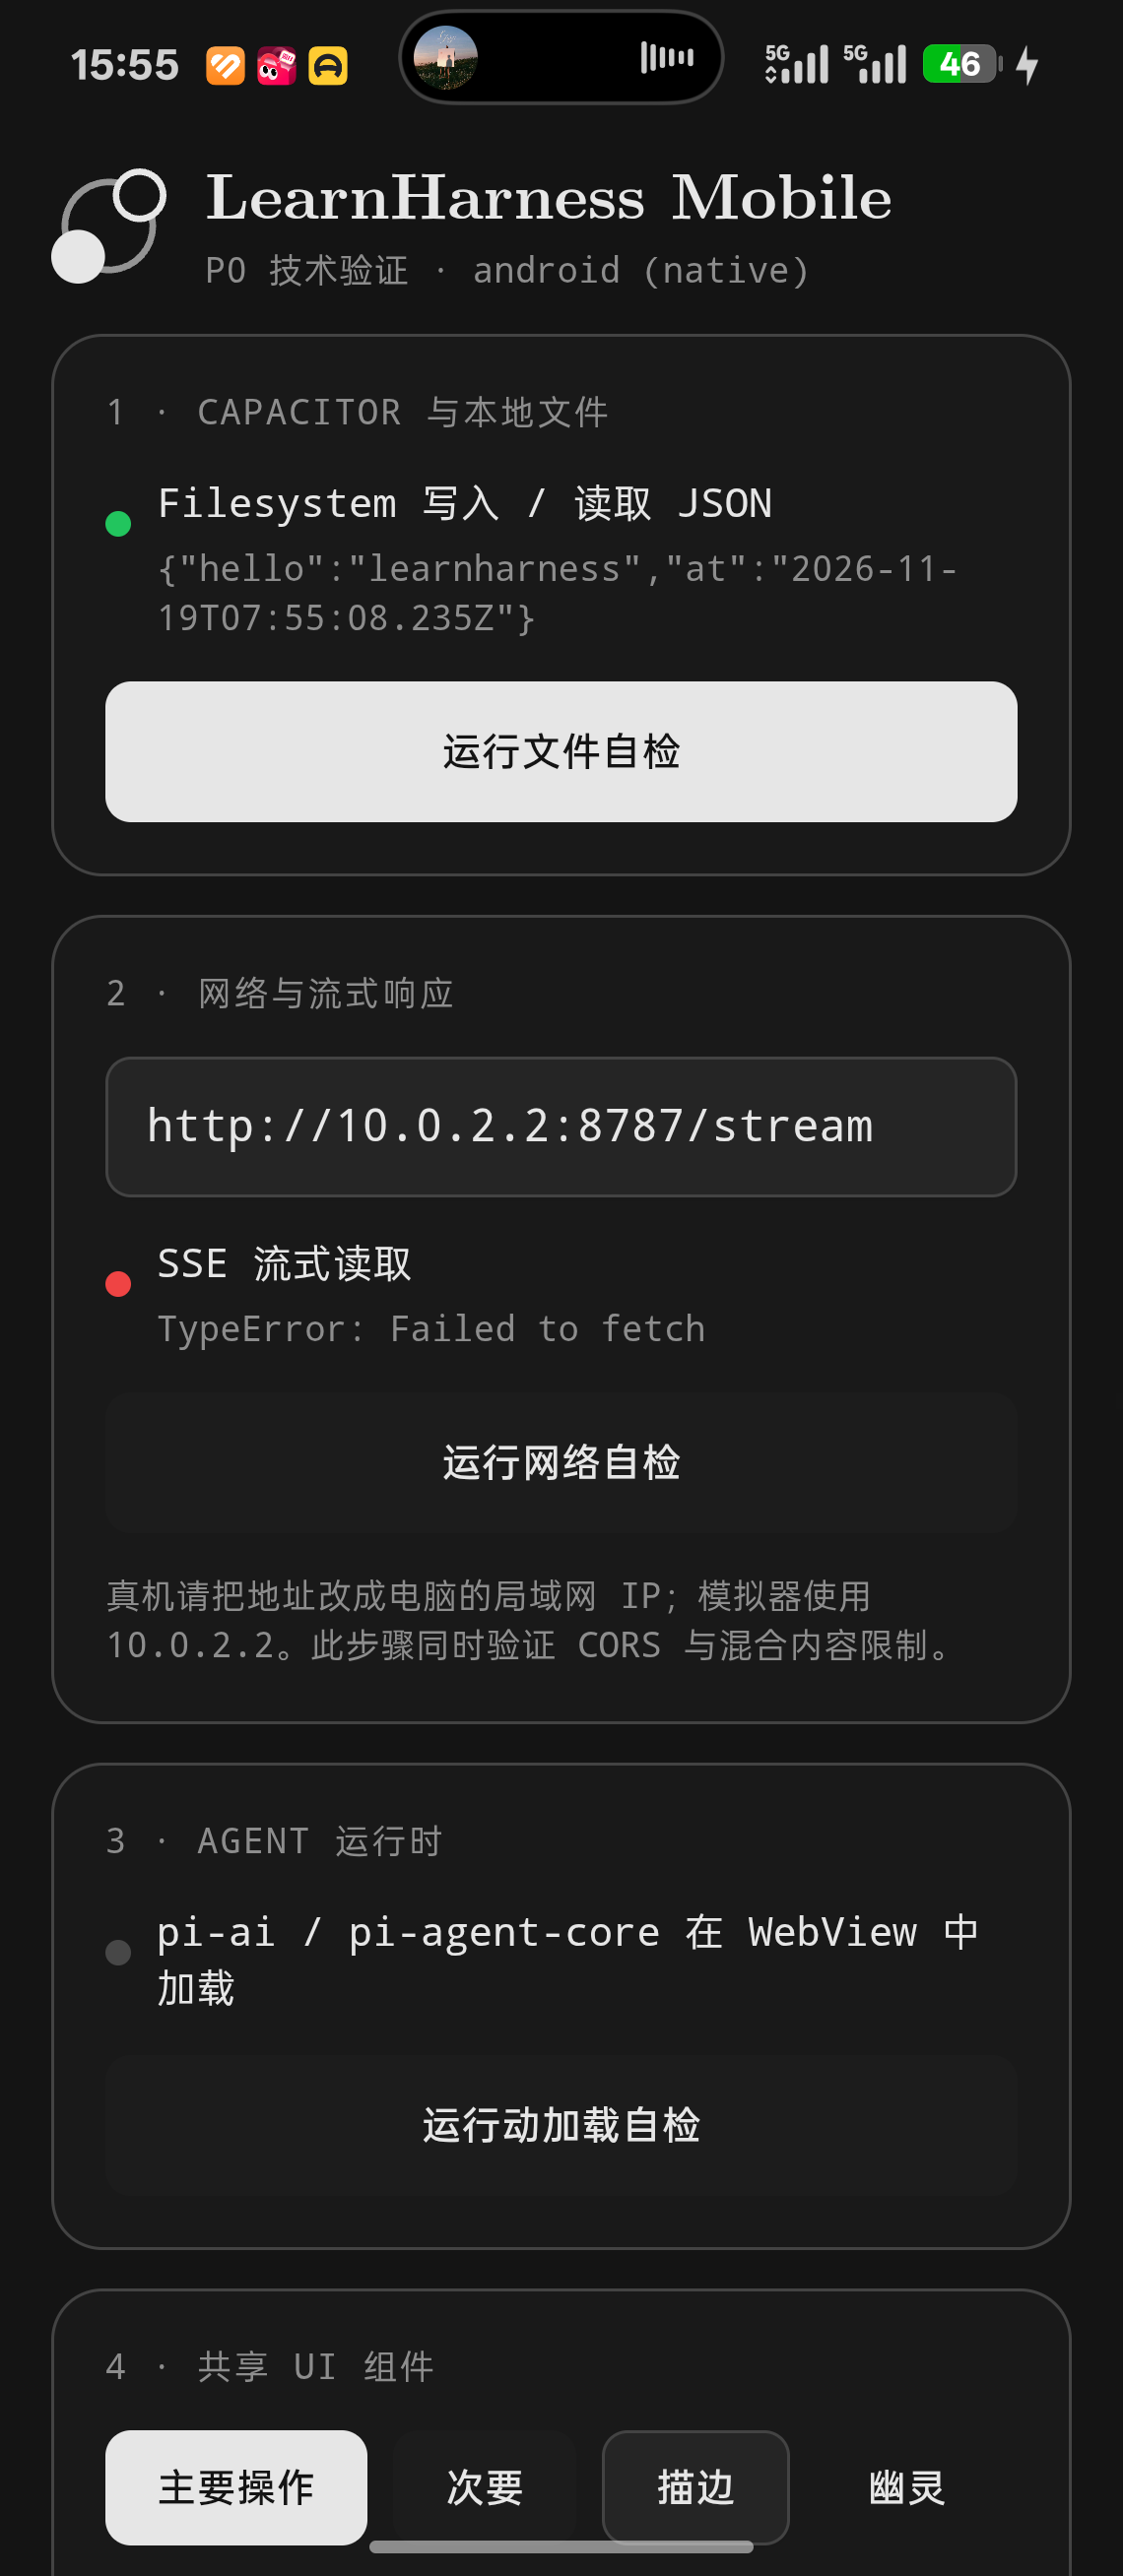 15:55
5G
5G
46
LearnHarness Mobile
P0 技术验证 · android (native)
1 · CAPACITOR 与本地文件
Filesystem 写入 / 读取 JSON
{"hello":"learnharness","at":"2026-11-
19T07:55:08.235Z"}
运行文件自检
2 · 网络与流式响应
http://10.0.2.2:8787/stream
SSE 流式读取
TypeError: Failed to fetch
运行网络自检
真机请把地址改成电脑的局域网 IP; 模拟器使用
10.0.2.2。此步骤同时验证 CORS 与混合内容限制。
3 · AGENT 运行时
pi-ai / pi-agent-core 在 WebView 中
加载
运行动加载自检
4 · 共享 UI 组件
主要操作
次要
描边
幽灵